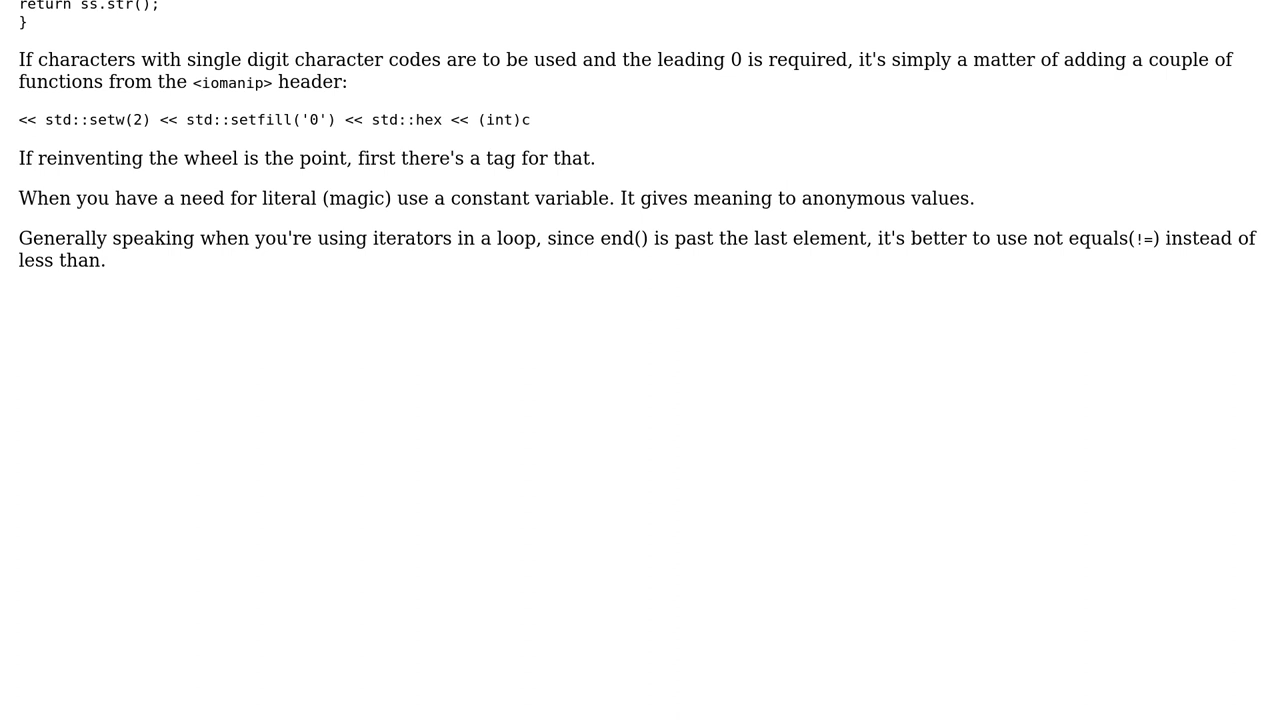 return ss.str();
}
If characters with single digit character codes are to be used and the leading 0 is required, it's simply a matter of adding a couple of
functions from the <iomanip> header:
<< std::setw(2) << std::setfill('0') << std::hex << (int)c
If reinventing the wheel is the point, first there's a tag for that.
When you have a need for literal (magic) use a constant variable. It gives meaning to anonymous values.
Generally speaking when you're using iterators in a loop, since end() is past the last element, it's better to use not equals(!=) instead of
less than.